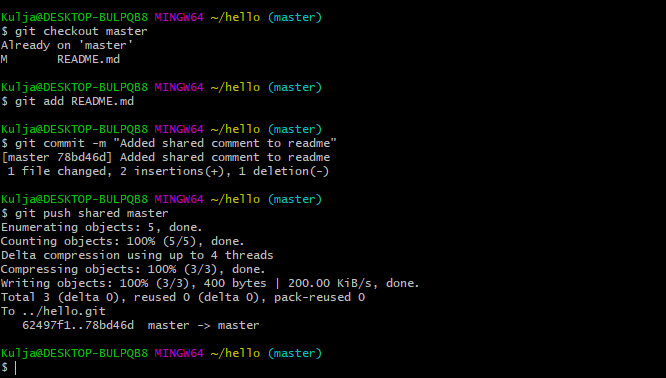 Kulja@DESKTOP-BULPQB8 MINGW64 ~/hello (master)
$ git checkout master
Already on 'master'
M       README.md
Kulja@DESKTOP-BULPQB8 MINGW64 ~/hello (master)
$ git add README.md
Kulja@DESKTOP-BULPQB8 MINGW64 ~/hello (master)
$ git commit -m "Added shared comment to readme"
[master 78bd46d] Added shared comment to readme
 1 file changed, 2 insertions(+), 1 deletion(-)
Kulja@DESKTOP-BULPQB8 MINGW64 ~/hello (master)
$ git push shared master
Enumerating objects: 5, done.
Counting objects: 100% (5/5), done.
Delta compression using up to 4 threads
Compressing objects: 100% (3/3), done.
Writing objects: 100% (3/3), 400 bytes | 200.00 KiB/s, done.
Total 3 (delta 0), reused 0 (delta 0), pack-reused 0
To ../hello.git
   62497f1..78bd46d  master -> master
Kulja@DESKTOP-BULPQB8 MINGW64 ~/hello (master)
$